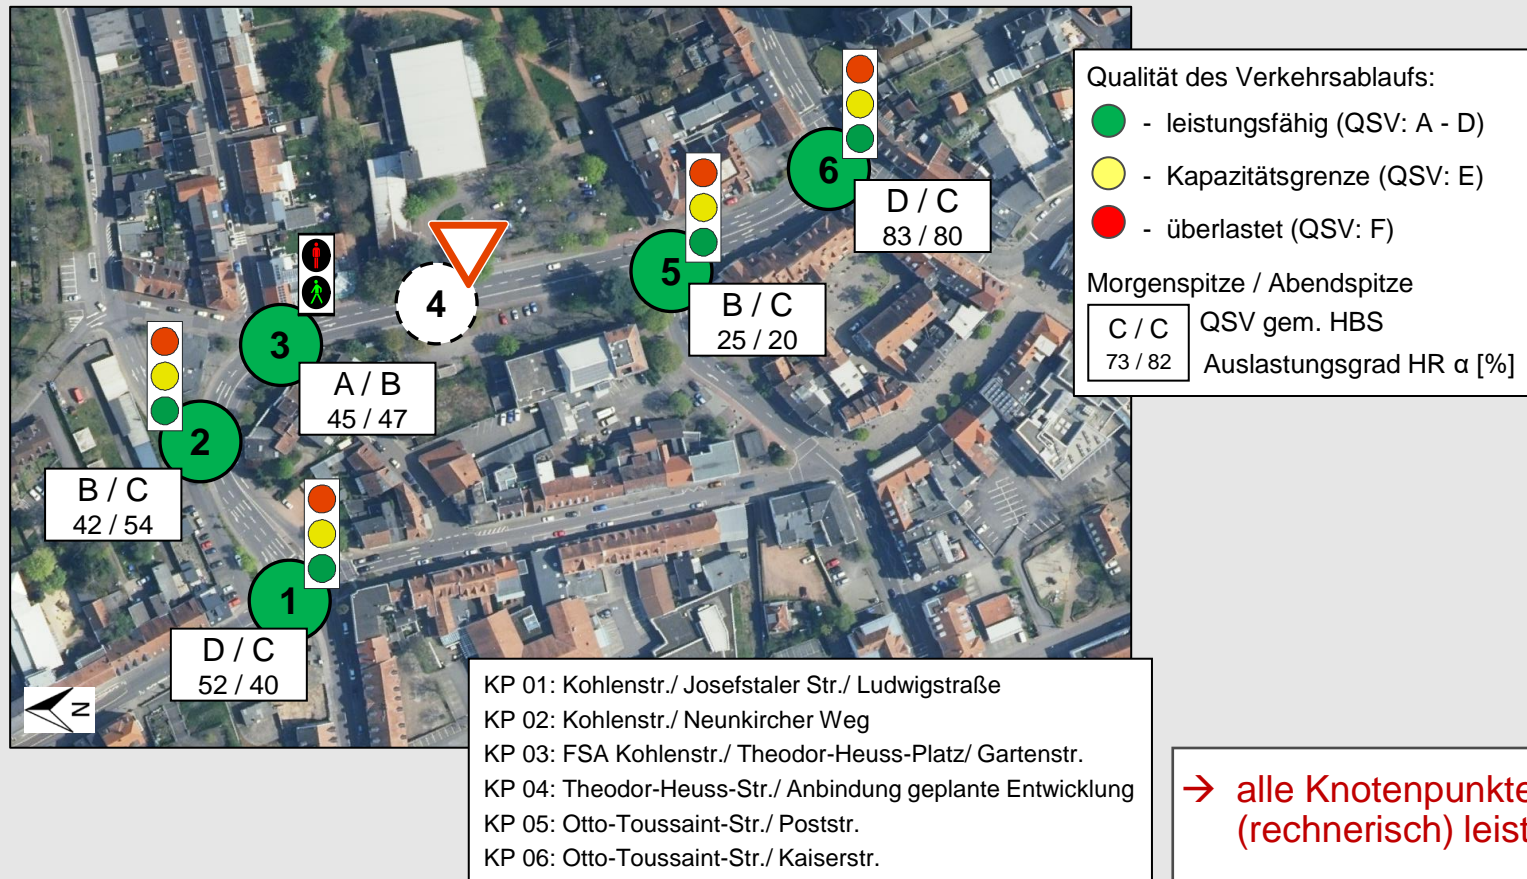 6
D / C
83 / 80
5
B / C
25 / 20
4
3
A / B
45 / 47
2
B / C
42 / 54
1
D / C
52 / 40
N
Qualität des Verkehrsablaufs:
- leistungsfähig (QSV: A - D)
- Kapazitätsgrenze (QSV: E)
- überlastet (QSV: F)
Morgenspitze / Abendspitze
C / C QSV gem. HBS
73 / 82 Auslastungsgrad HR α [%]
KP 01: Kohlenstr./ Josefstaler Str./ Ludwigstraße
KP 02: Kohlenstr./ Neunkircher Weg
KP 03: FSA Kohlenstr./ Theodor-Heuss-Platz/ Gartenstr.
KP 04: Theodor-Heuss-Str./ Anbindung geplante Entwicklung
KP 05: Otto-Toussaint-Str./ Poststr.
KP 06: Otto-Toussaint-Str./ Kaiserstr.
→ alle Knotenpunkte
(rechnerisch) leist